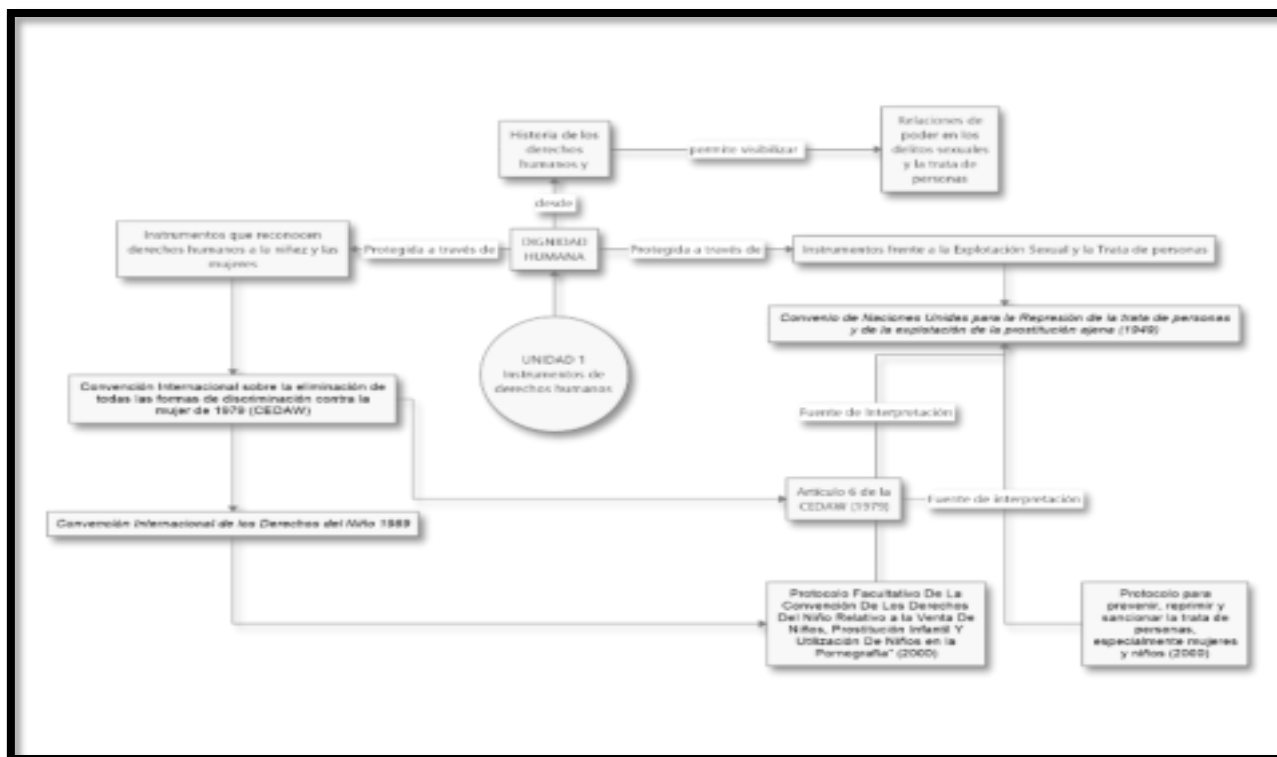 Historia de los
derechos
humanos y
permite visibilizar
Relaciones de
poder en los
delitos sexuales
y la trata de
personas
desde
Instrumentos que reconocen
derechos humanos a la niñez y las
mujeres
Protegida a través de
DIGNIDAD
HUMANA
Protegida a través de
Instrumentos frente a la Explotación Sexual y la Trata de personas
Convenio de Naciones Unidas para la Represión de la trata de personas
y de la explotación de la prostitución ajena (1949)
UNIDAD 1
Instrumentos de
derechos humanos
Convención Internacional sobre la eliminación de
todas las formas de discriminación contra la
mujer de 1979 (CEDAW)
Fuente de Interpretación
Artículo 6 de la
CEDAW (1979)
Fuente de interpretación
Convención Internacional de los Derechos del Niño 1989
Protocolo Facultativo De La
Convención De Los Derechos
Del Niño Relativo a la Venta De
Niños, Prostitución Infantil Y
Utilización De Niños en la
Pornografía" (2000)
Protocolo para
prevenir, reprimir y
sancionar la trata de
personas,
especialmente mujeres
y niños (2000)